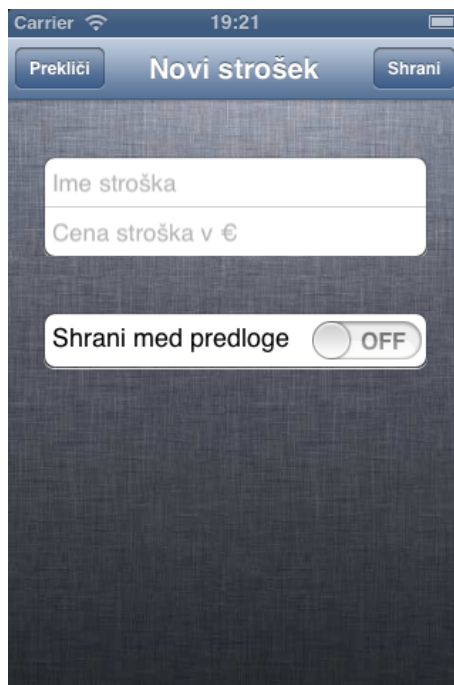 Carrier 19:21
Prekliči Novi strošek Shrani
Ime stroška
Cena stroška v €
Shrani med predloge OFF